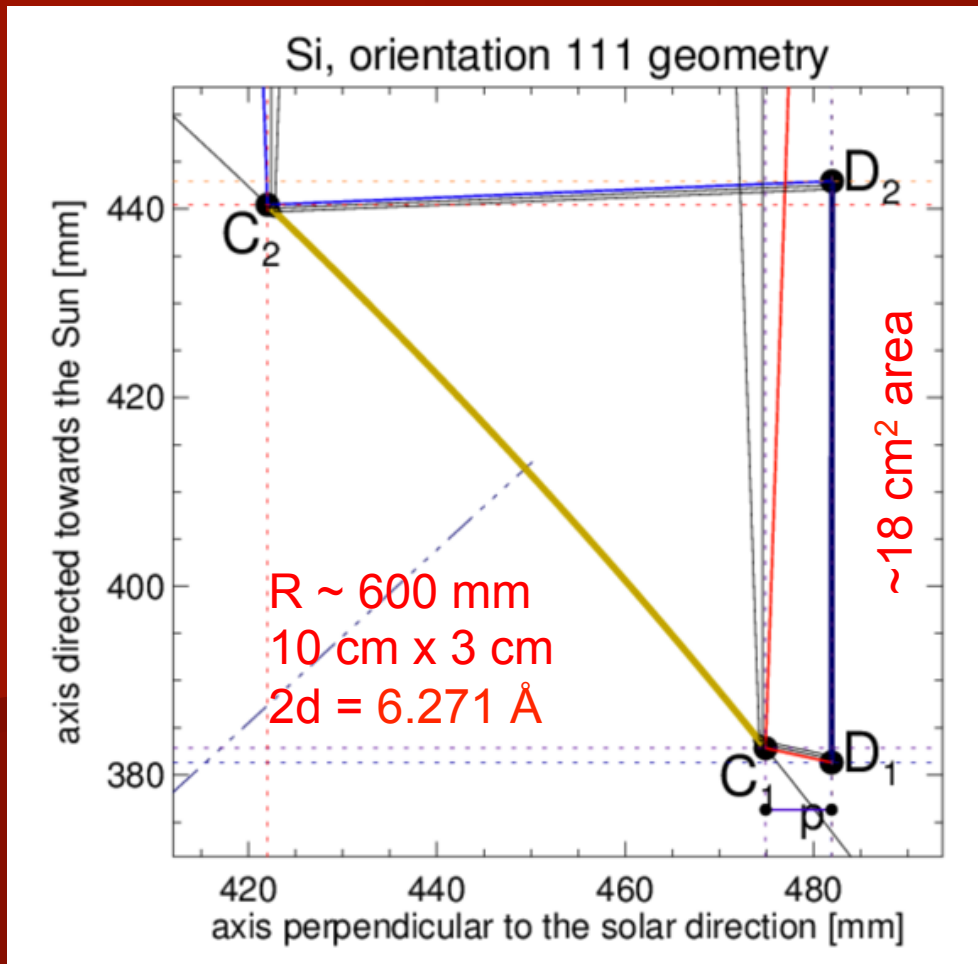 Si, orientation 111 geometry
axis directed towards the Sun [mm]
440
420
400
380
C₂
D₂
~18 cm² area
R ~ 600 mm
10 cm x 3 cm
2d = 6.271 Å
C₁
D₁
p
420 440 460 480
axis perpendicular to the solar direction [mm]